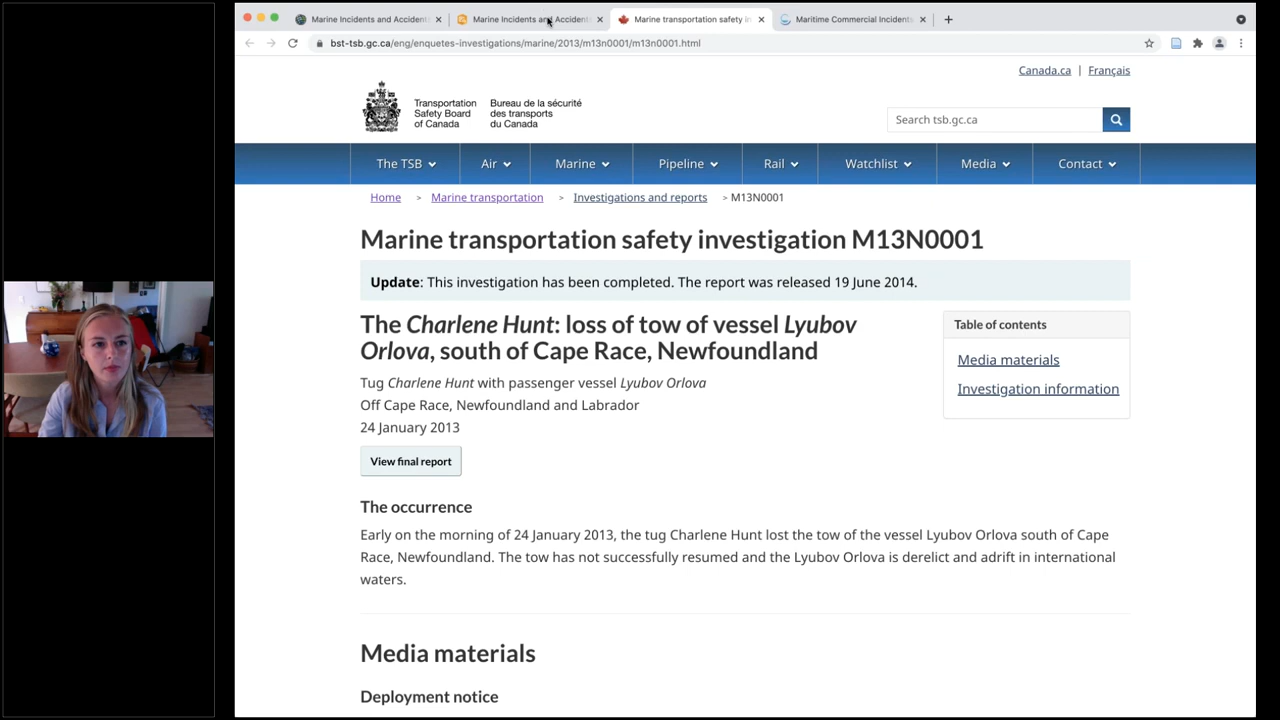 Marine Incidents and Accident
Marine Incidents and Accident
Marine transportation safety in
Maritime Commercial Incidents
bst-tsb.gc.ca/eng/enquetes-investigations/marine/2013/m13n0001/m13n0001.html
Canada.ca | Français
Transportation
Safety Board
of Canada
Bureau de la sécurité
des transports
du Canada
Search tsb.gc.ca
The TSB Air Marine Pipeline Rail Watchlist Media Contact
Home > Marine transportation > Investigations and reports > M13N0001
Marine transportation safety investigation M13N0001
Update: This investigation has been completed. The report was released 19 June 2014.
The Charlene Hunt: loss of tow of vessel Lyubov
Orlova, south of Cape Race, Newfoundland
Tug Charlene Hunt with passenger vessel Lyubov Orlova
Off Cape Race, Newfoundland and Labrador
24 January 2013
View final report
Table of contents
Media materials
Investigation information
The occurrence
Early on the morning of 24 January 2013, the tug Charlene Hunt lost the tow of the vessel Lyubov Orlova south of Cape
Race, Newfoundland. The tow has not successfully resumed and the Lyubov Orlova is derelict and adrift in international
waters.
Media materials
Deployment notice